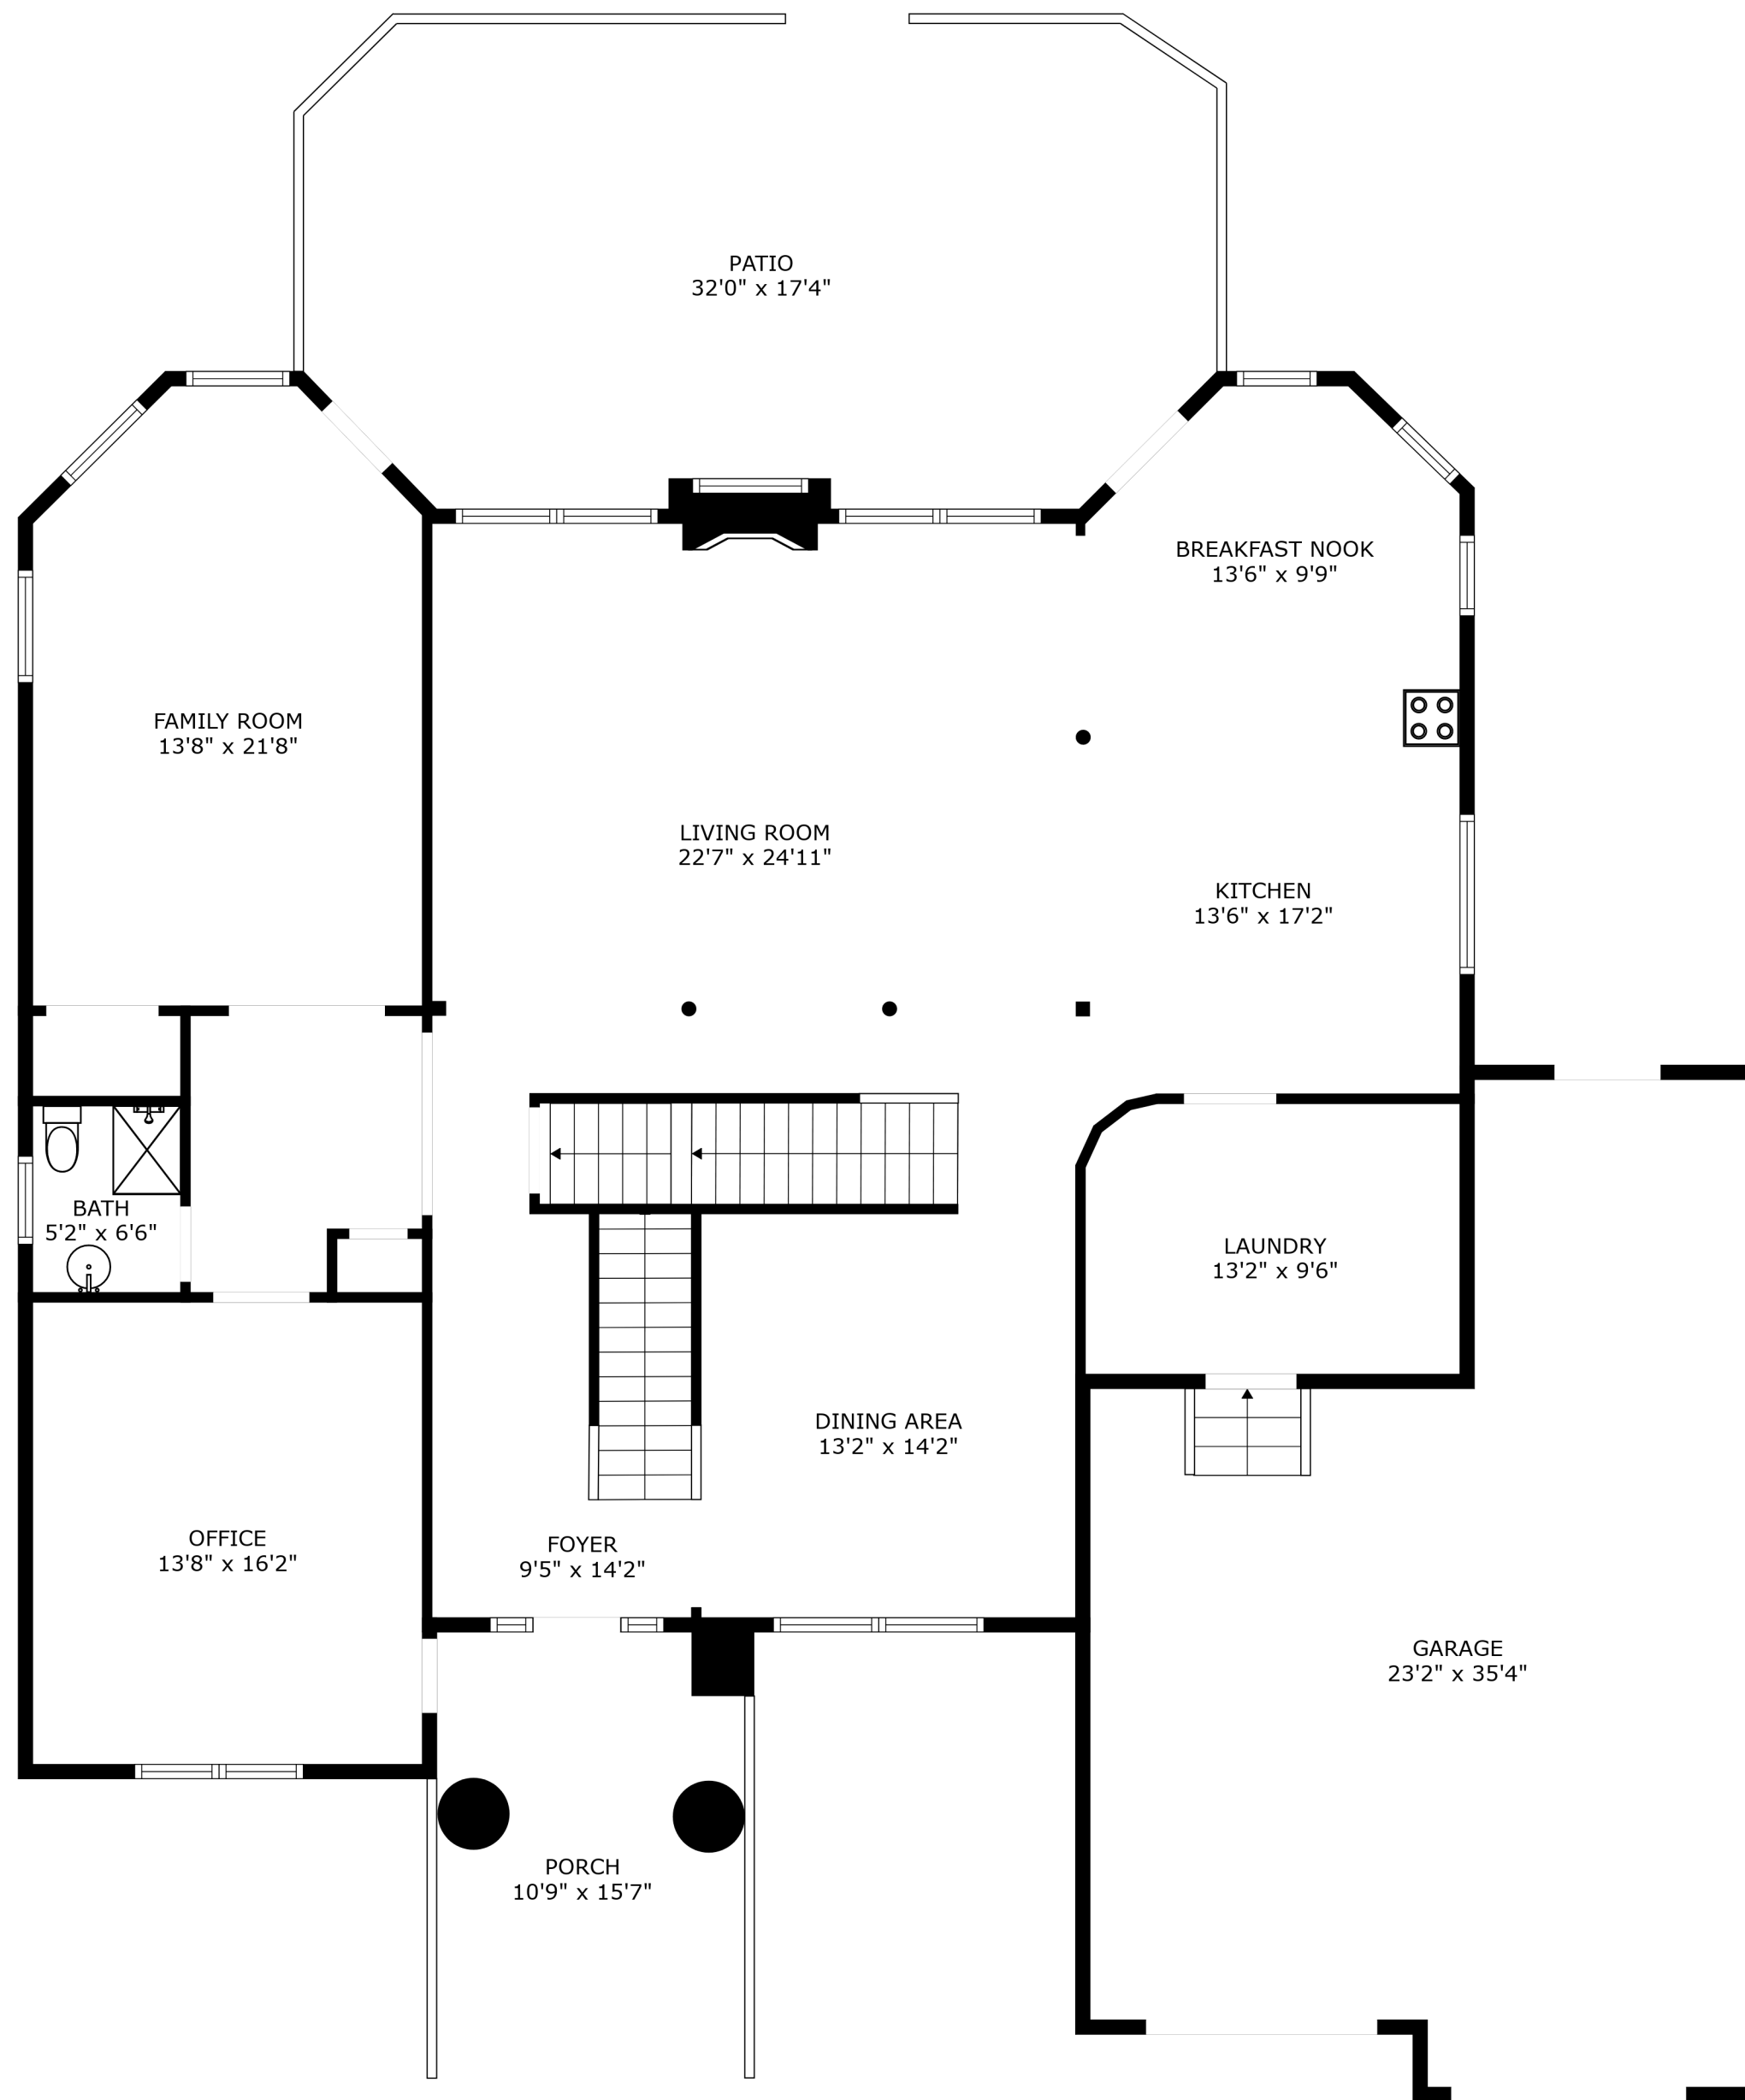 PATIO
32'0" x 17'4"
BREAKFAST NOOK
13'6" x 9'9"
FAMILY ROOM
13'8" x 21'8"
LIVING ROOM
22'7" x 24'11"
KITCHEN
13'6" x 17'2"
BATH
5'2" x 6'6"
LAUNDRY
13'2" x 9'6"
DINING AREA
13'2" x 14'2"
OFFICE
13'8" x 16'2"
FOYER
9'5" x 14'2"
GARAGE
23'2" x 35'4"
PORCH
10'9" x 15'7"